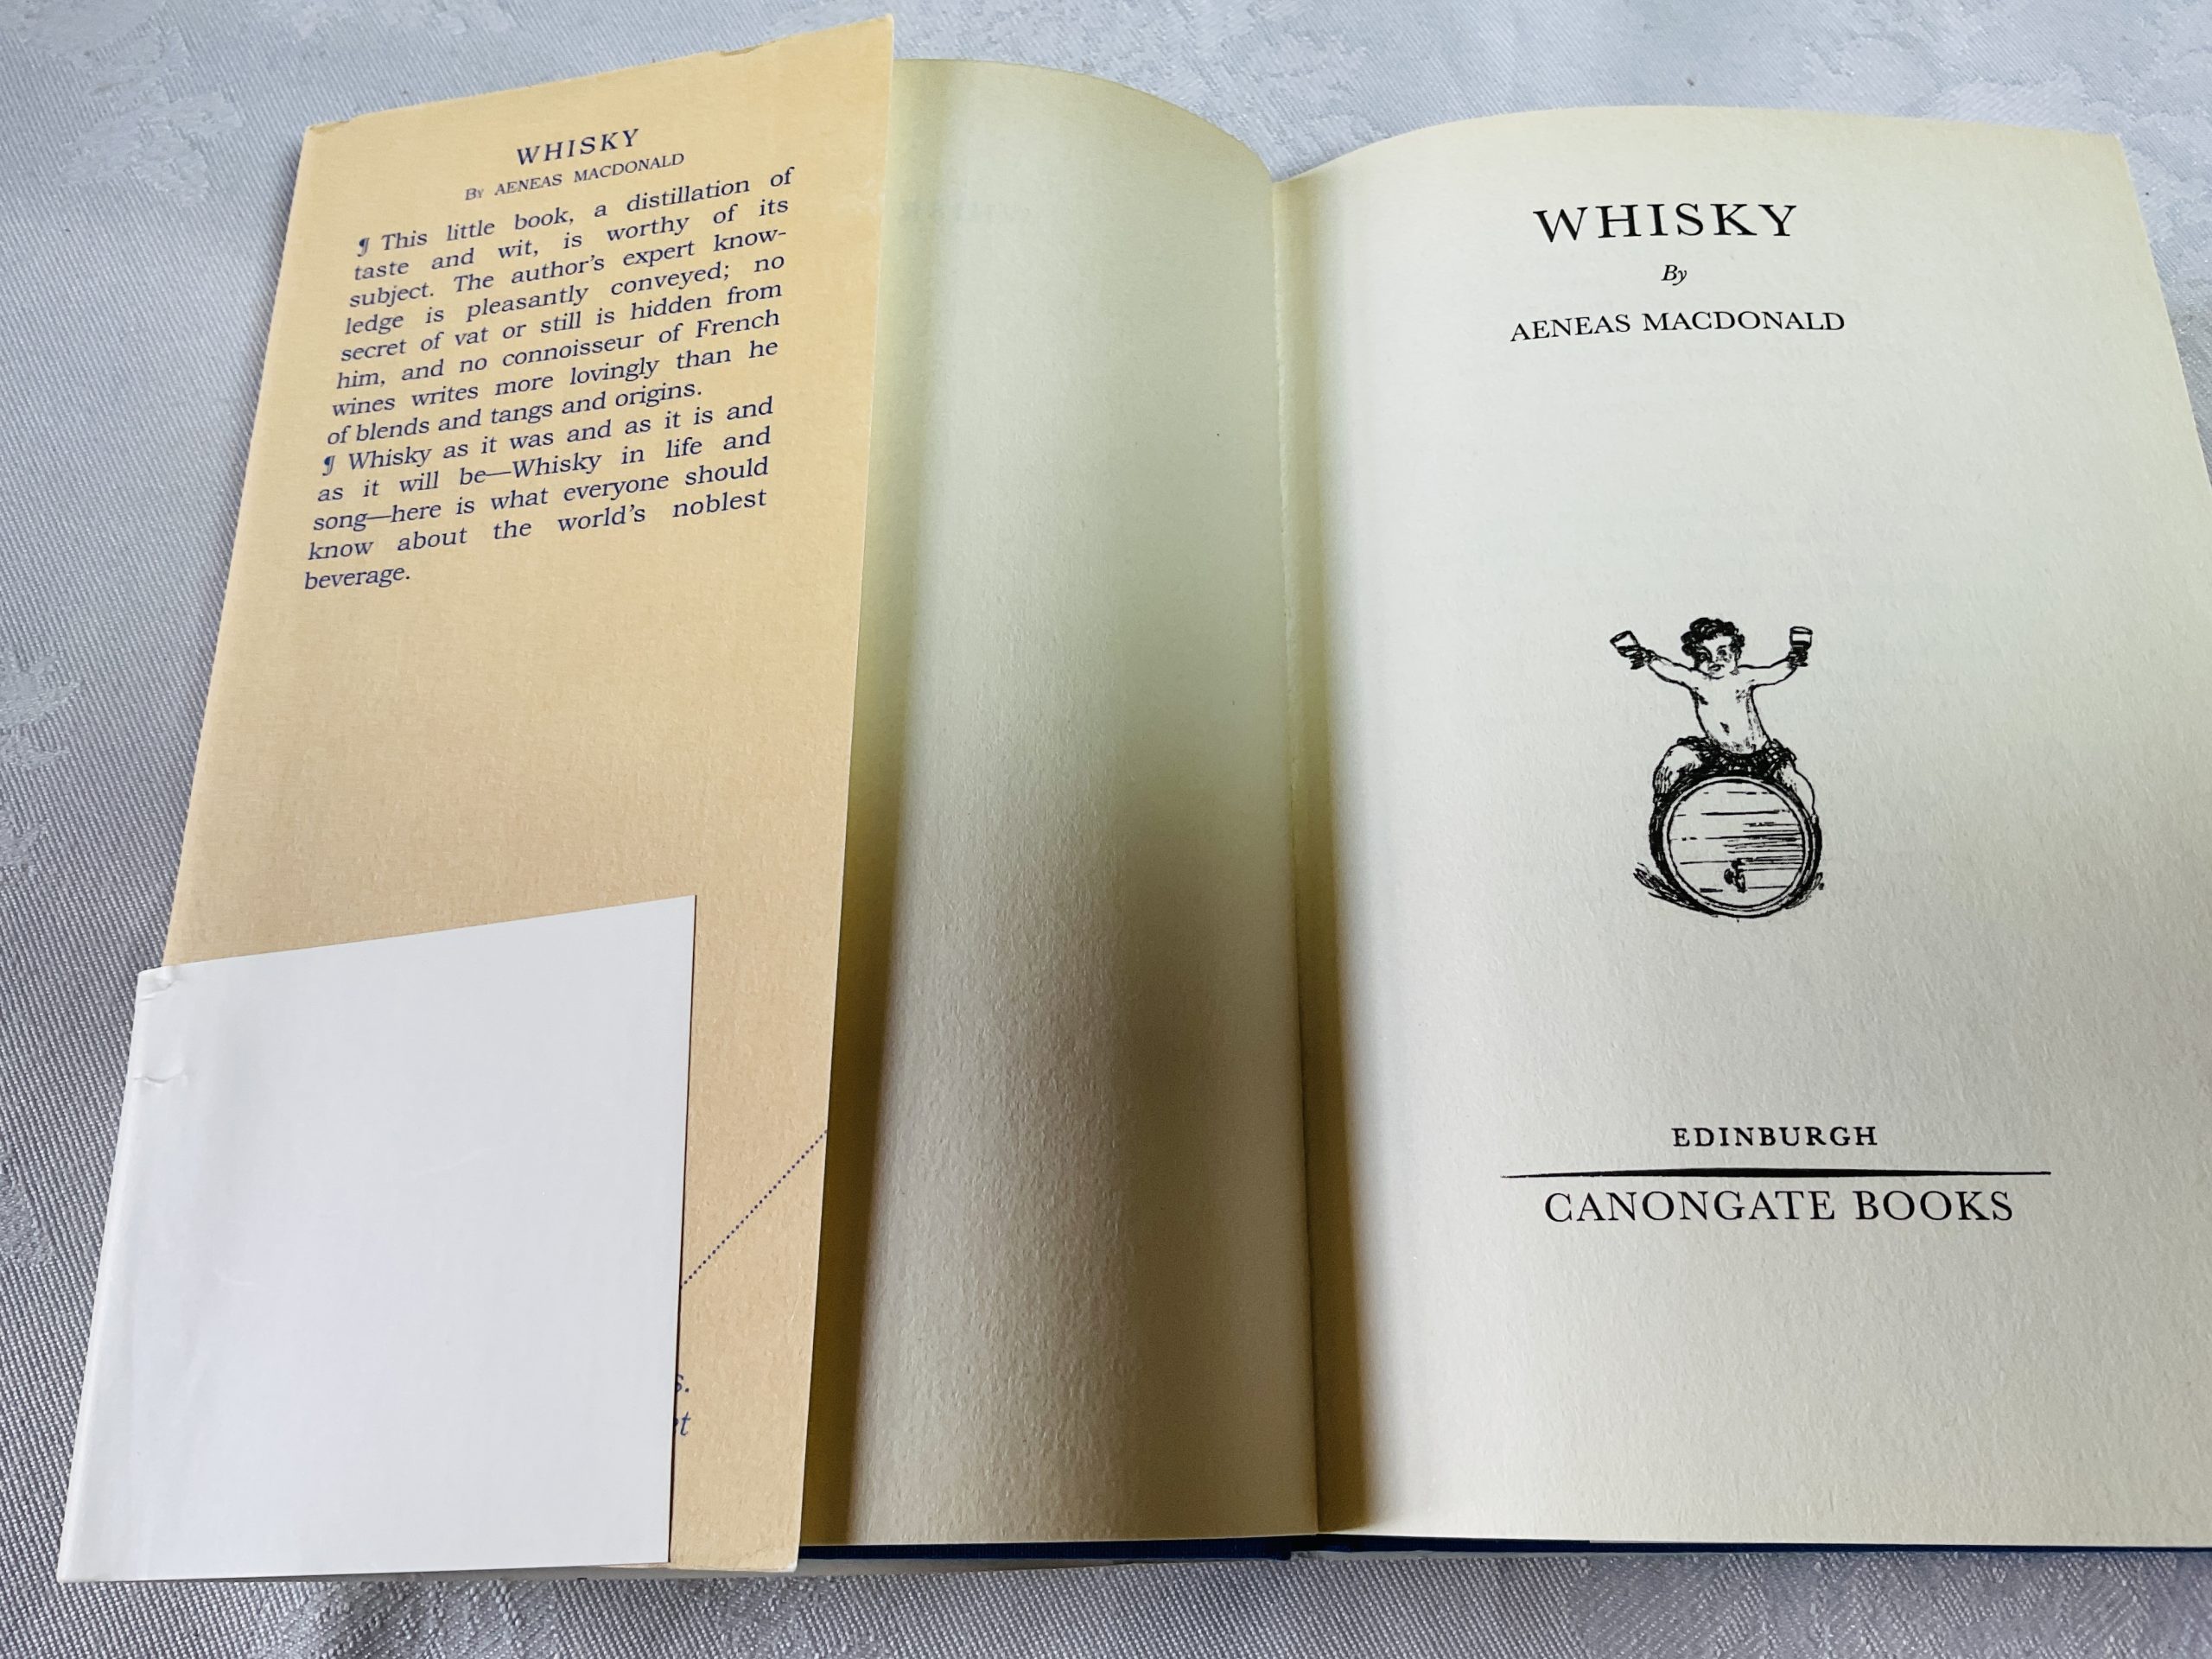 WHISKY
By AENEAS MACDONALD
¶ This little book, a distillation of
taste and wit, is worthy of its
subject. The author's expert know-
ledge is pleasantly conveyed; no
secret of vat or still is hidden from
him, and no connoisseur of French
wines writes more lovingly than he
of blends and tangs and origins.
¶ Whisky as it was and as it is and
as it will be—Whisky in life and
song—here is what everyone should
know about the world's noblest
beverage.
WHISKY
By
AENEAS MACDONALD
EDINBURGH
CANONGATE BOOKS